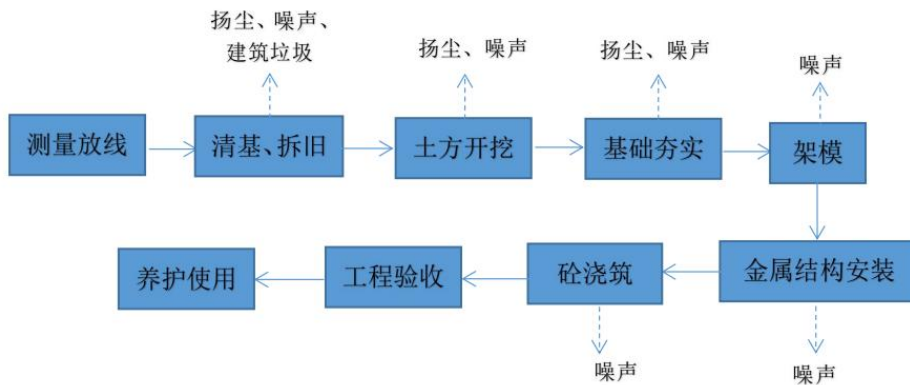 扬尘、噪声、
建筑垃圾
扬尘、噪声
扬尘、噪声
噪声
测量放线
清基、拆旧
土方开挖
基础夯实
架模
养护使用
工程验收
砼浇筑
金属结构安装
噪声
噪声